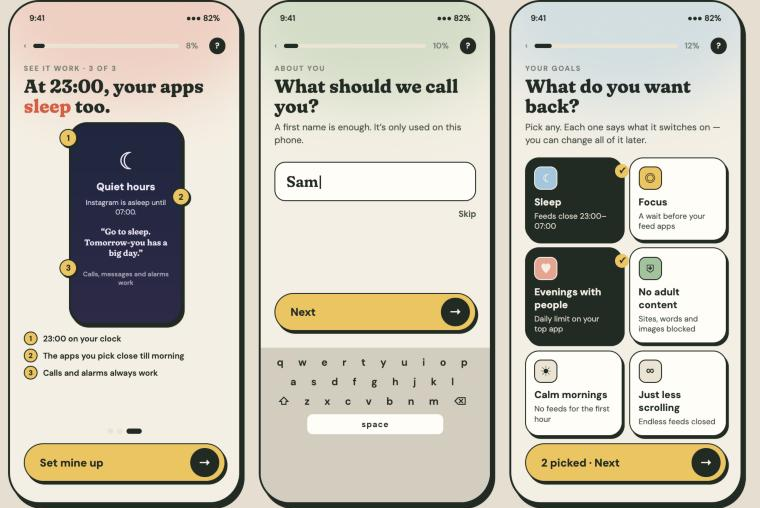 9:41
●●● 82%
‹
8%
?
SEE IT WORK · 3 OF 3
At 23:00, your apps
sleep too.
1
Quiet hours
Instagram is asleep until
07:00.
2
"Go to sleep.
Tomorrow-you has a
big day."
3
Calls, messages and alarms
work
1 23:00 on your clock
2 The apps you pick close till morning
3 Calls and alarms always work
Set mine up →
9:41
●●● 82%
‹
10%
?
ABOUT YOU
What should we call
you?
A first name is enough. It's only used on this
phone.
Sam
Skip
Next →
q w e r t y u i o p
a s d f g h j k l
z x c v b n m
space
9:41
●●● 82%
‹
12%
?
YOUR GOALS
What do you want
back?
Pick any. Each one says what it switches on —
you can change all of it later.
✓
Sleep
Feeds close 23:00–
07:00
Focus
A wait before your
feed apps
✓
Evenings with
people
Daily limit on your
top app
No adult
content
Sites, words and
images blocked
Calm mornings
No feeds for the first
hour
∞
Just less
scrolling
Endless feeds closed
2 picked · Next →